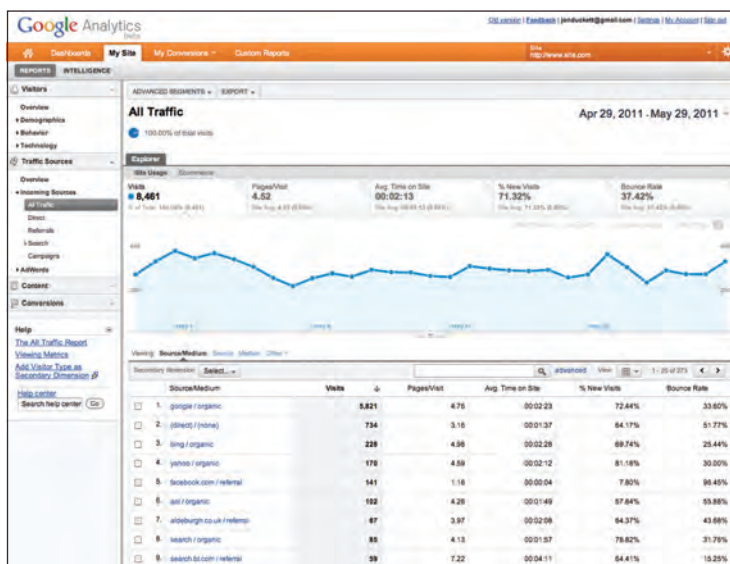 Google Analytics
Old version | Feedback | jonduckett@gmail.com | Settings | My Account | Sign out
Dashboards My Site My Conversions Custom Reports
Site
http://www.site.com
REPORTS INTELLIGENCE
Visitors
Overview
Demographics
Behavior
Technology
Traffic Sources
Overview
Incoming Sources
All Traffic
Direct
Referrals
Search
Campaigns
AdWords
Content
Conversions
Help
The All Traffic Report
Viewing Metrics
Add Visitor Type as
Secondary Dimension
Help center
Search help center Go
ADVANCED SEGMENTS EXPORT
All Traffic
Apr 29, 2011 - May 29, 2011
100.00% of total visits
Explorer
Site Usage Ecommerce
Visits Pages/Visit Avg. Time on Site % New Visits Bounce Rate
8,461 4.52 00:02:13 71.32% 37.42%
Viewing: Source/Medium Source Medium Other
Secondary dimension: Select... advanced View: 1 - 25 of 273
Source/Medium Visits Pages/Visit Avg. Time on Site % New Visits Bounce Rate
1. google / organic 5,821 4.75 00:02:23 72.44% 33.60%
2. (direct) / (none) 734 3.16 00:01:37 64.17% 51.77%
3. bing / organic 4.96 00:02:28 69.74% 25.44%
4. yahoo / organic 170 4.59 00:02:12 81.18% 30.00%
5. facebook.com / referral 141 1.16 00:00:04 7.80% 96.45%
6. aol / organic 102 4.26 00:01:49 57.84%
7. aldeburgh.co.uk / referral 3.97 00:02:08 64.37% 43.68%
8. search / organic 4.13 00:01:57 31.76%
9. search.bt.com / referral 59 7.22 00:04:11 64.41% 15.25%